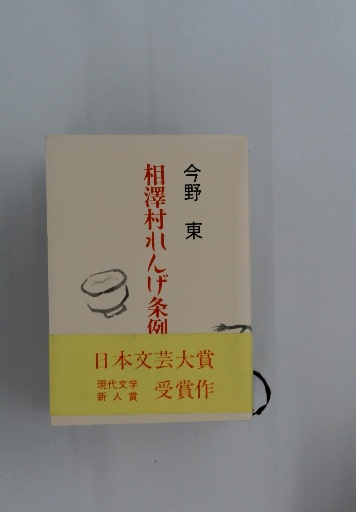 今野 東
相澤村れんげ条例
日本文芸大賞
現代文学
新人賞
受賞作